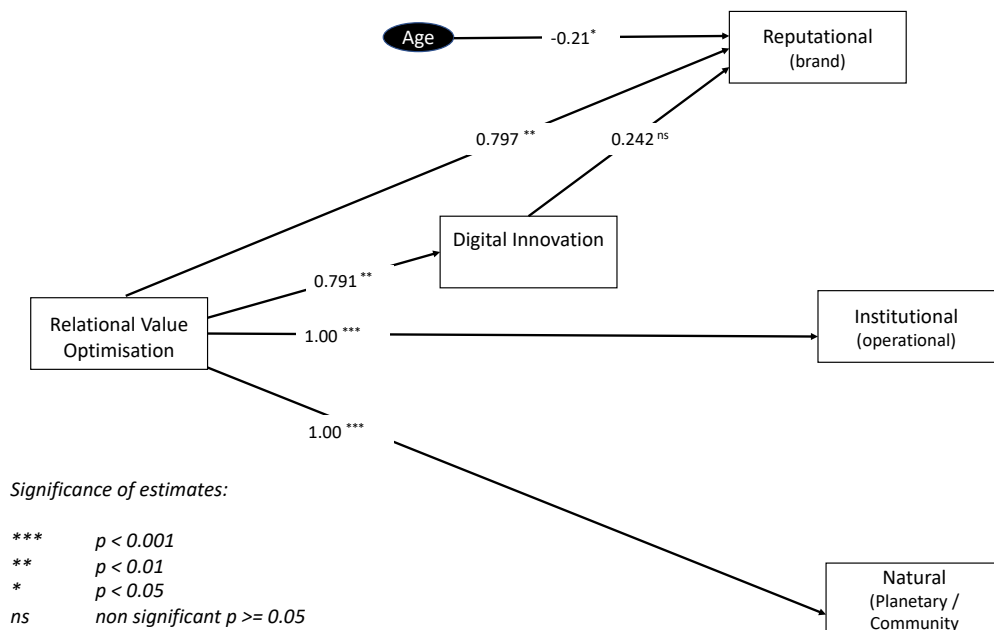 Age
-0.21*
Reputational
(brand)
0.797 **
0.242 ns
Digital Innovation
0.791 **
Relational Value
Optimisation
1.00 ***
Institutional
(operational)
1.00 ***
Significance of estimates:
*** p < 0.001
** p < 0.01
* p < 0.05
ns non significant p >= 0.05
Natural
(Planetary /
Community